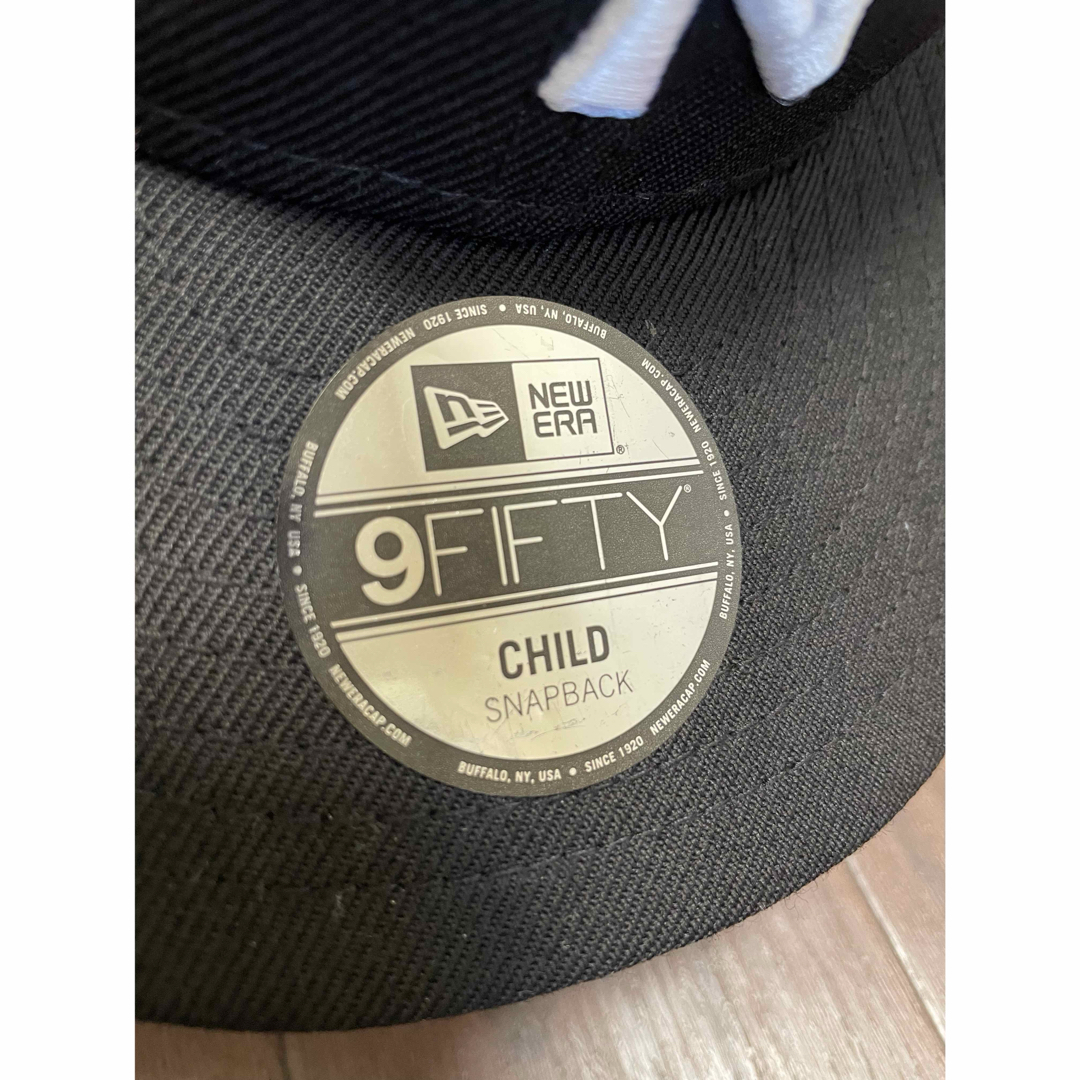 NEW
ERA
®
9FIFTY®
CHILD
SNAPBACK
BUFFALO, NY, USA • SINCE 1920 NEWERACAP.COM
BUFFALO, NY, USA • SINCE 1920 NEWERACAP.COM
BUFFALO, NY, USA • SINCE 1920 NEWERACAP.COM
BUFFALO, NY USA • SINCE 1920 NEWERACAP.COM